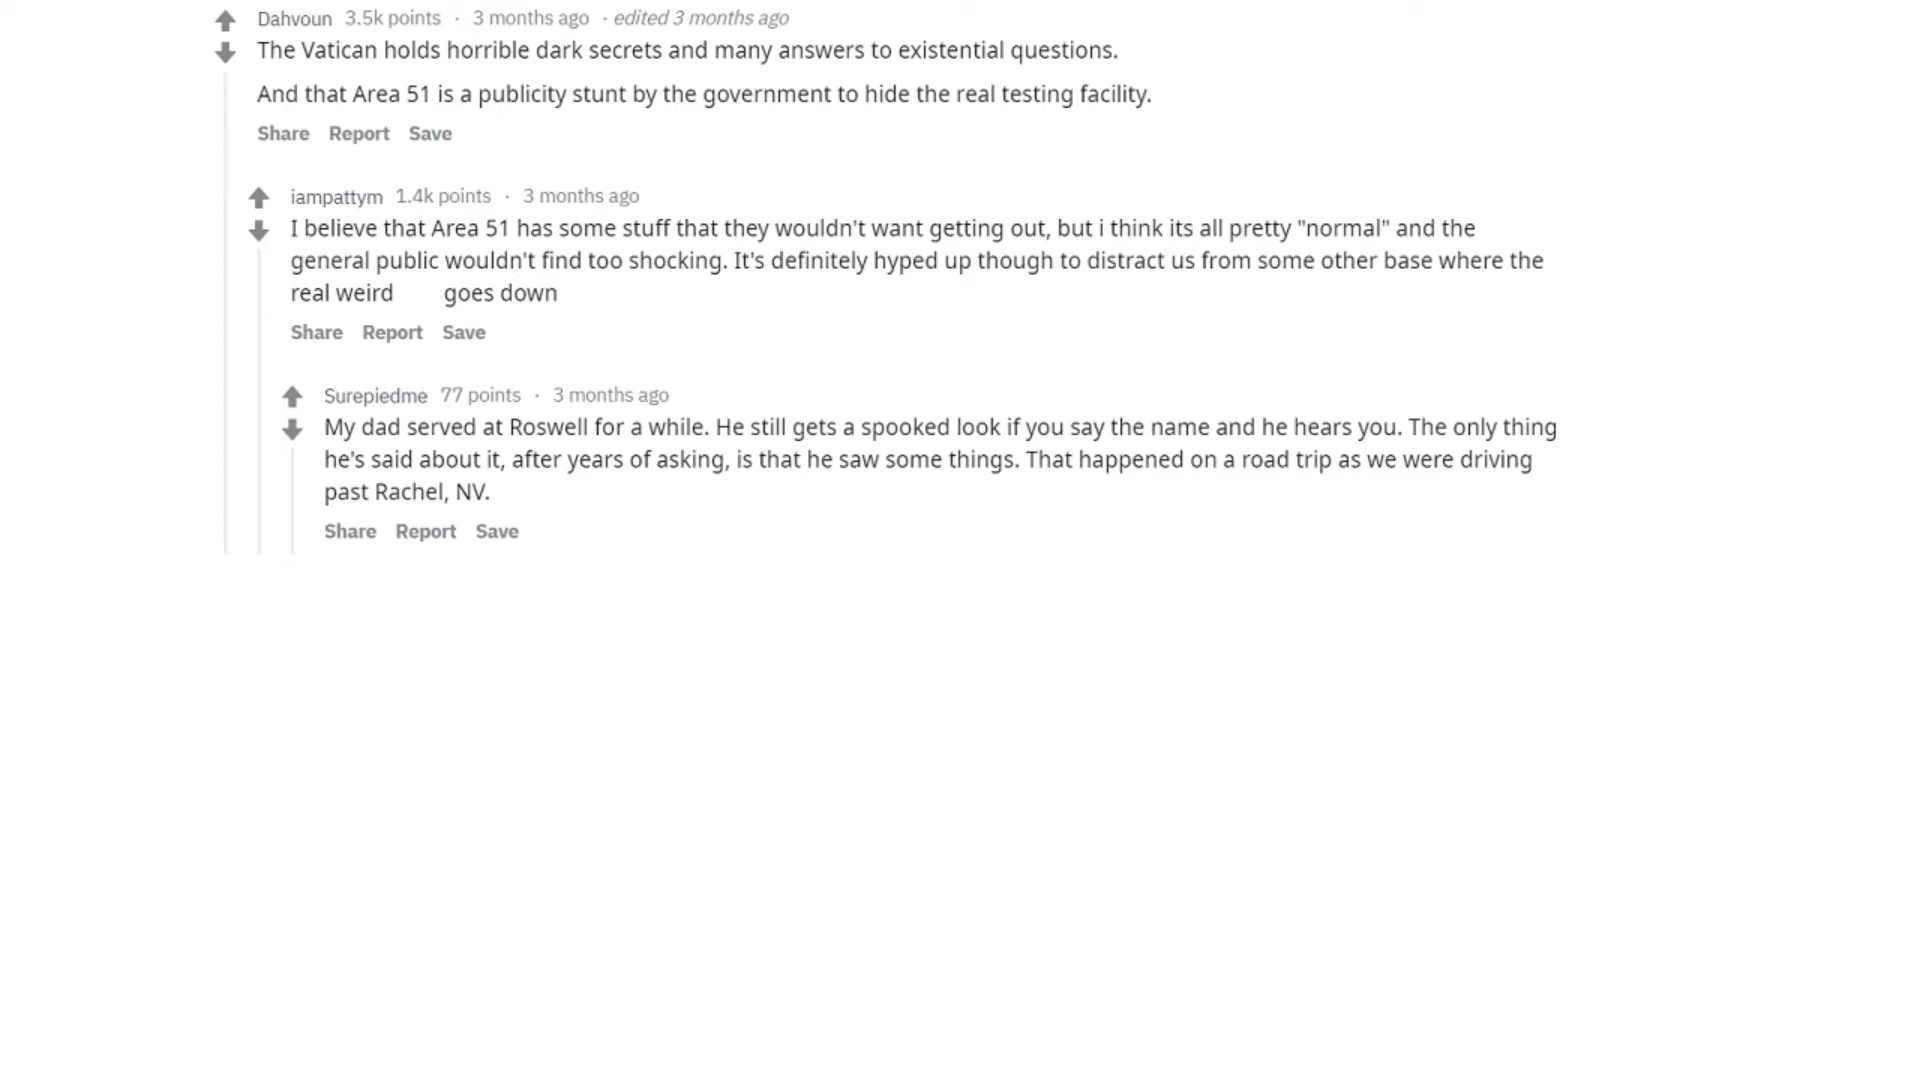 Dahvoun 3.5k points · 3 months ago · edited 3 months ago
The Vatican holds horrible dark secrets and many answers to existential questions.
And that Area 51 is a publicity stunt by the government to hide the real testing facility.
Share Report Save
iampattym 1.4k points · 3 months ago
I believe that Area 51 has some stuff that they wouldn't want getting out, but i think its all pretty "normal" and the
general public wouldn't find too shocking. It's definitely hyped up though to distract us from some other base where the
real weird goes down
Share Report Save
Surepiedme 77 points · 3 months ago
My dad served at Roswell for a while. He still gets a spooked look if you say the name and he hears you. The only thing
he's said about it, after years of asking, is that he saw some things. That happened on a road trip as we were driving
past Rachel, NV.
Share Report Save